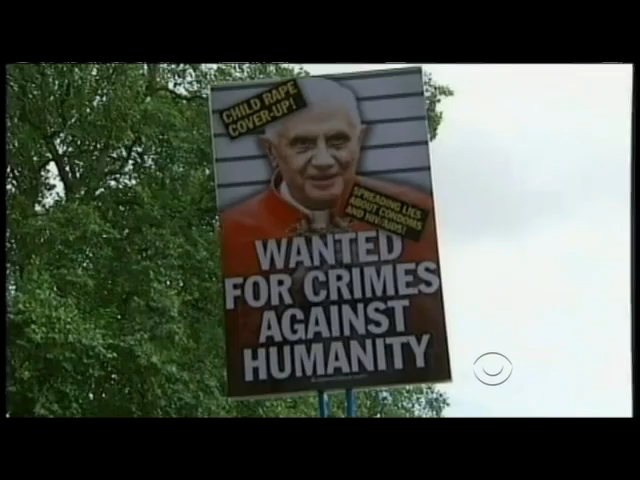 CHILD RAPE
COVER-UP!
SPREADING LIES
ABOUT CONDOMS
AND HIV/AIDS!
WANTED
FOR CRIMES
AGAINST
HUMANITY